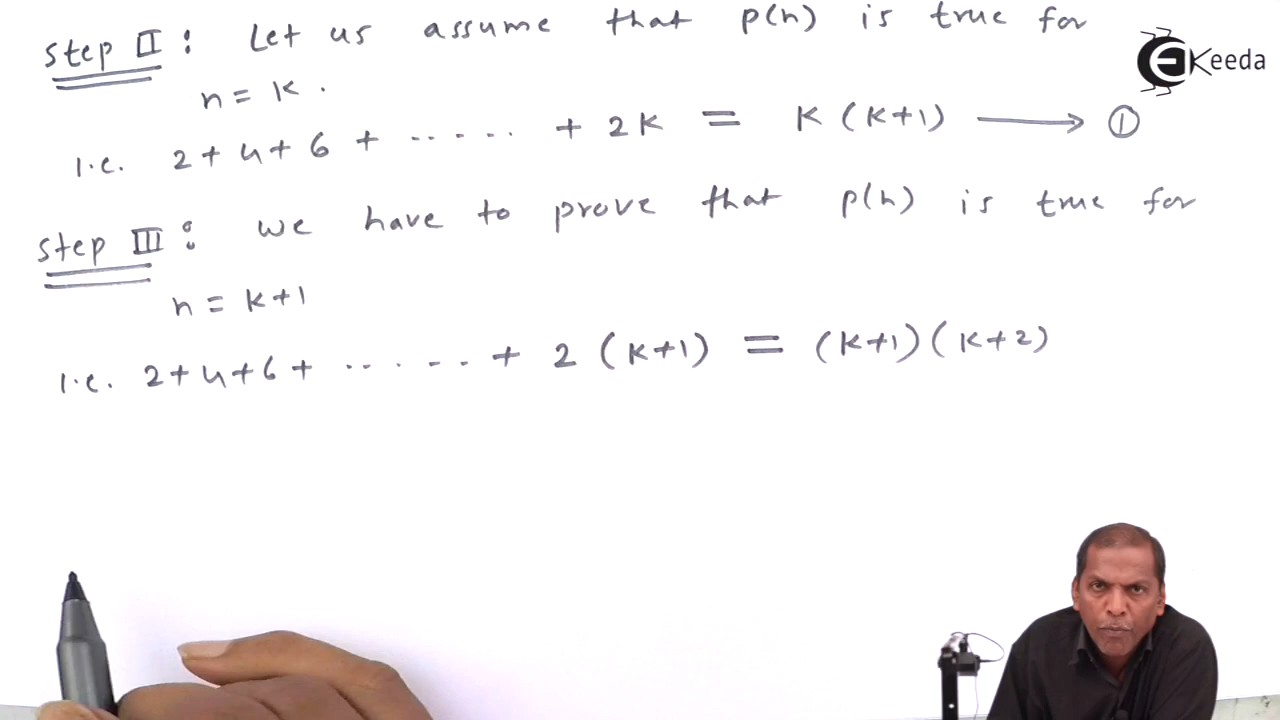 Step II : Let us assume that p(n) is true for
EKeeda
n = k.
i.e. 2 + 4 + 6 + ...... + 2k = k (k+1) ⟶ ①
Step III : we have to prove that p(n) is true for
n = k+1
i.e. 2+4+6+ ...... + 2 (k+1) = (k+1)(k+2)